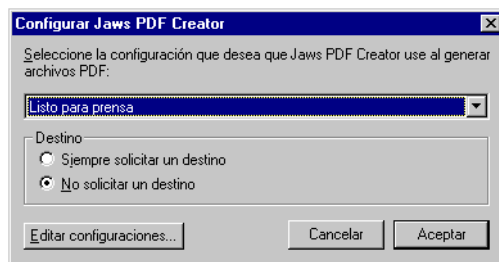 Configurar Jaws PDF Creator
Seleccione la configuración que desea que Jaws PDF Creator use al generar
archivos PDF:
Listo para prensa
Destino
Siempre solicitar un destino
No solicitar un destino
Editar configuraciones...
Cancelar
Aceptar